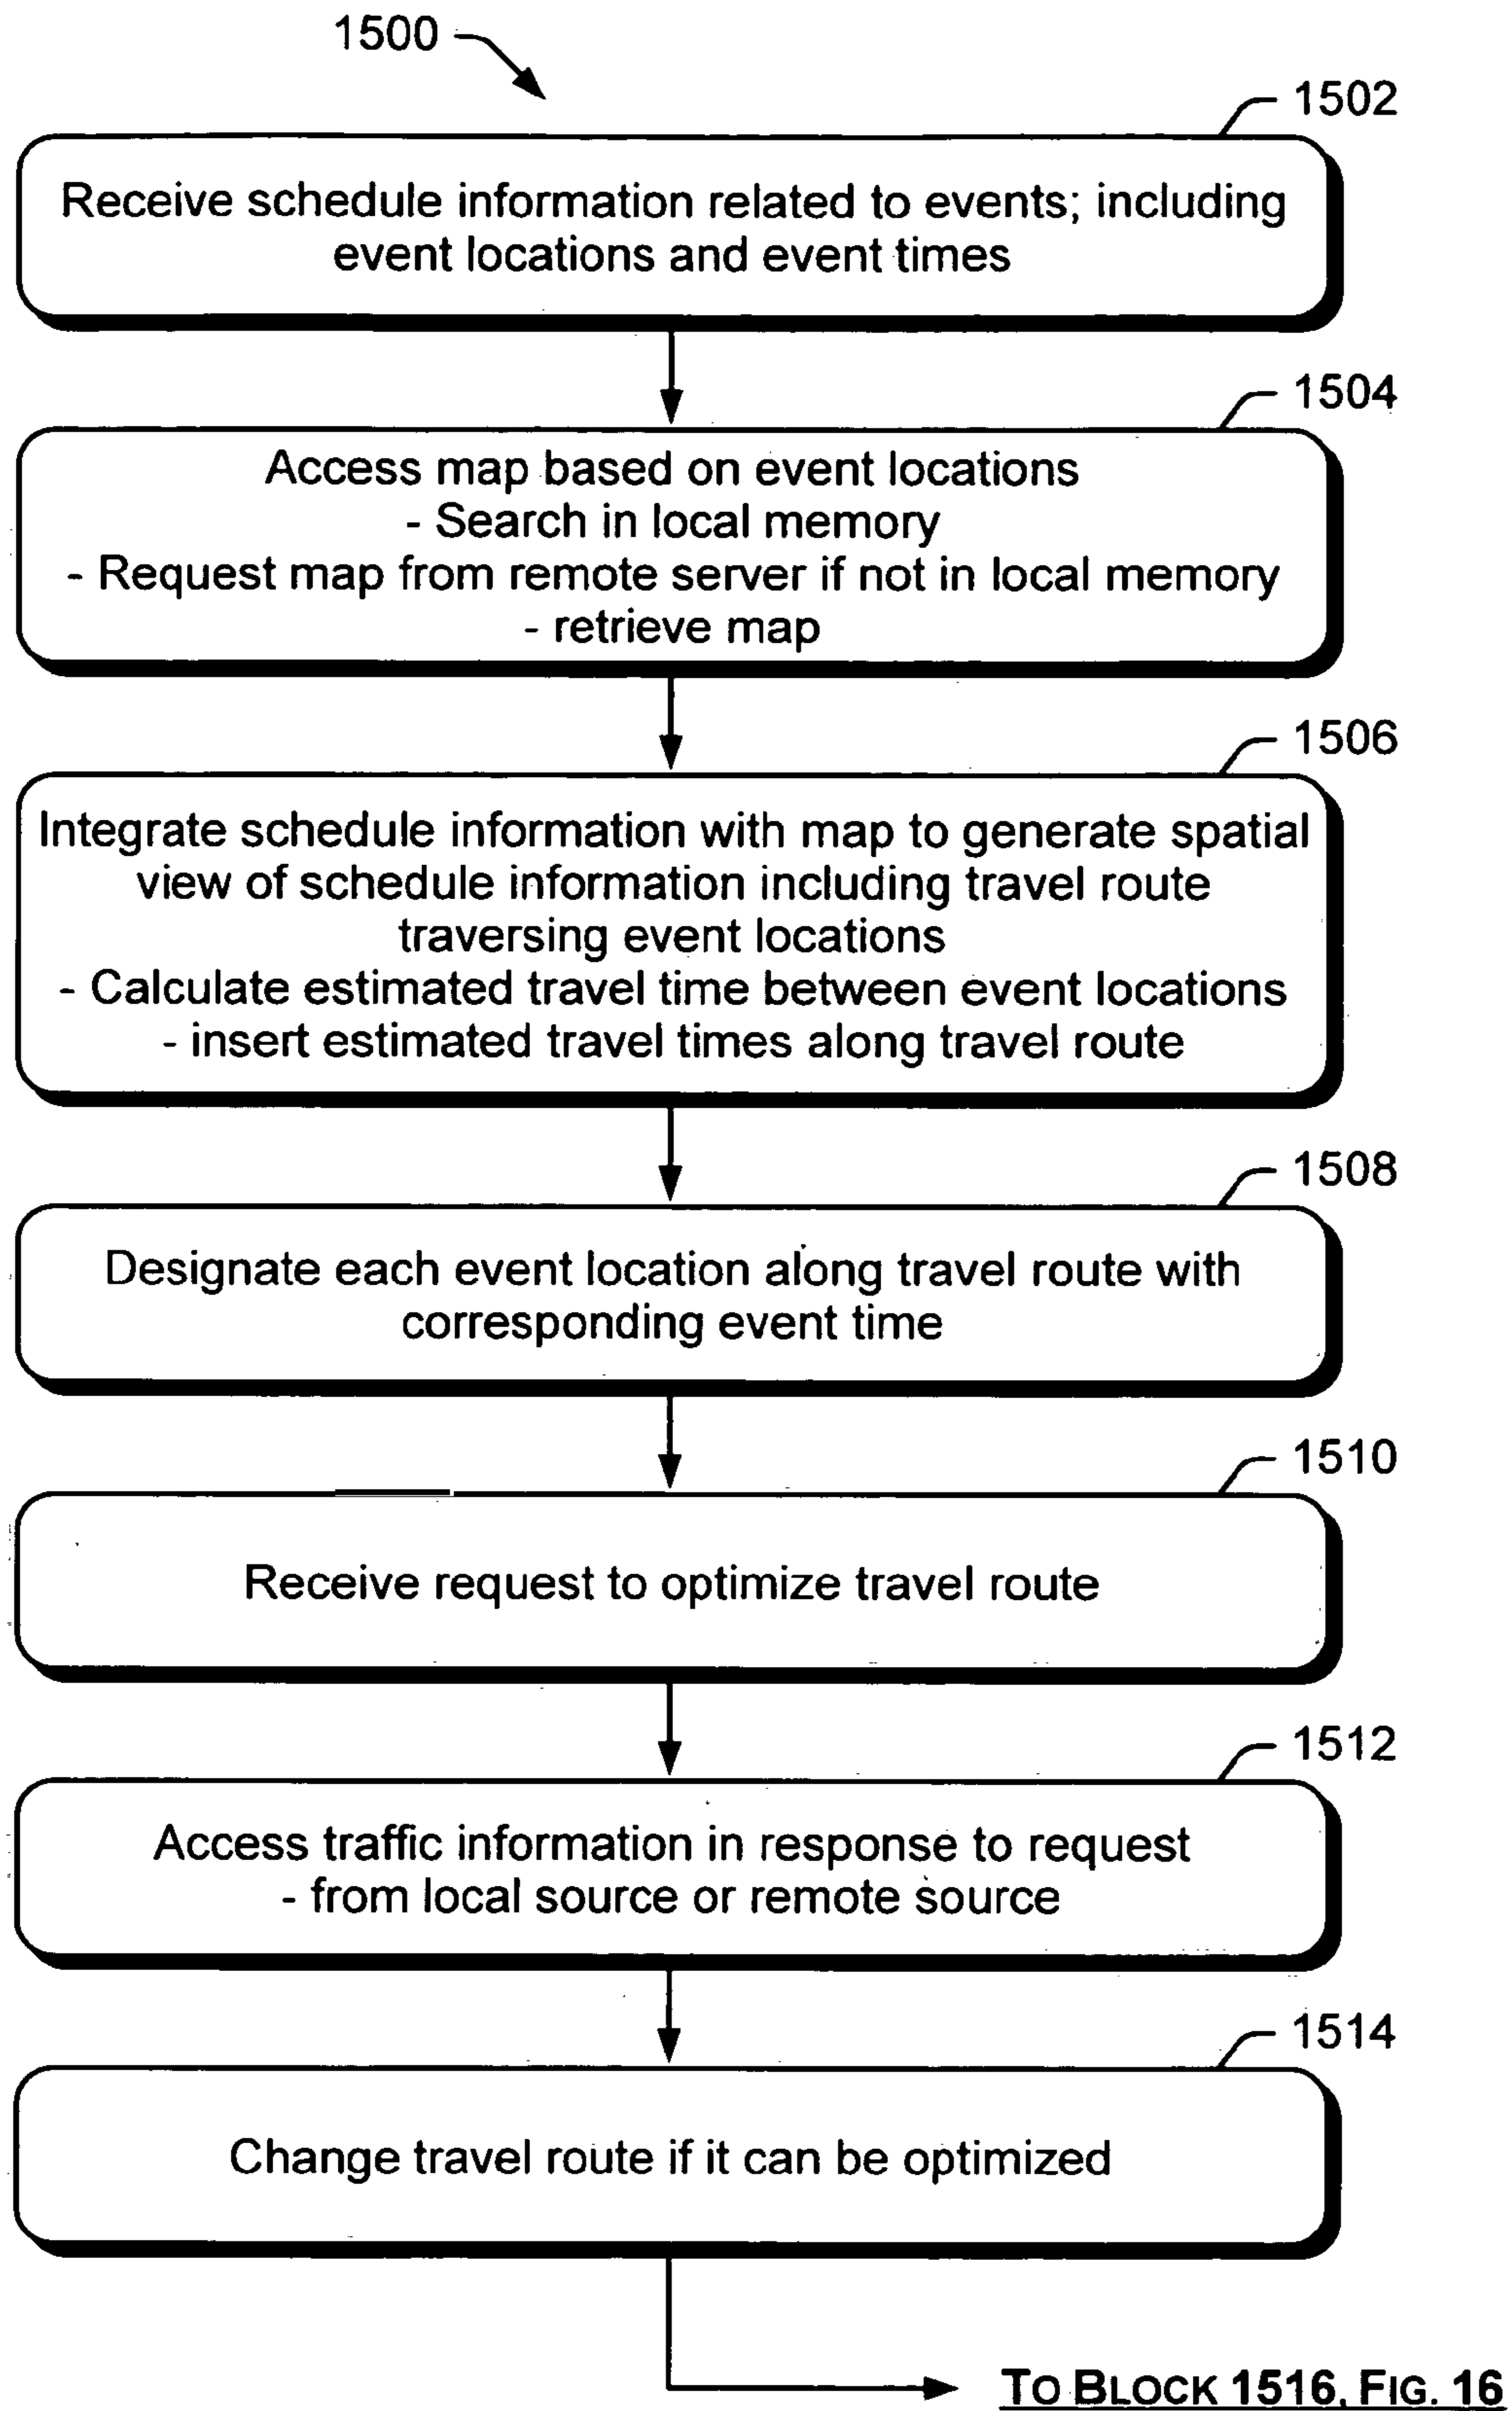 1500
1502
Receive schedule information related to events; including
event locations and event times
1504
Access map based on event locations
- Search in local memory
- Request map from remote server if not in local memory
- retrieve map
1506
Integrate schedule information with map to generate spatial
view of schedule information including travel route
traversing event locations
- Calculate estimated travel time between event locations
- insert estimated travel times along travel route
1508
Designate each event location along travel route with
corresponding event time
1510
Receive request to optimize travel route
1512
Access traffic information in response to request
- from local source or remote source
1514
Change travel route if it can be optimized
TO BLOCK 1516, FIG. 16